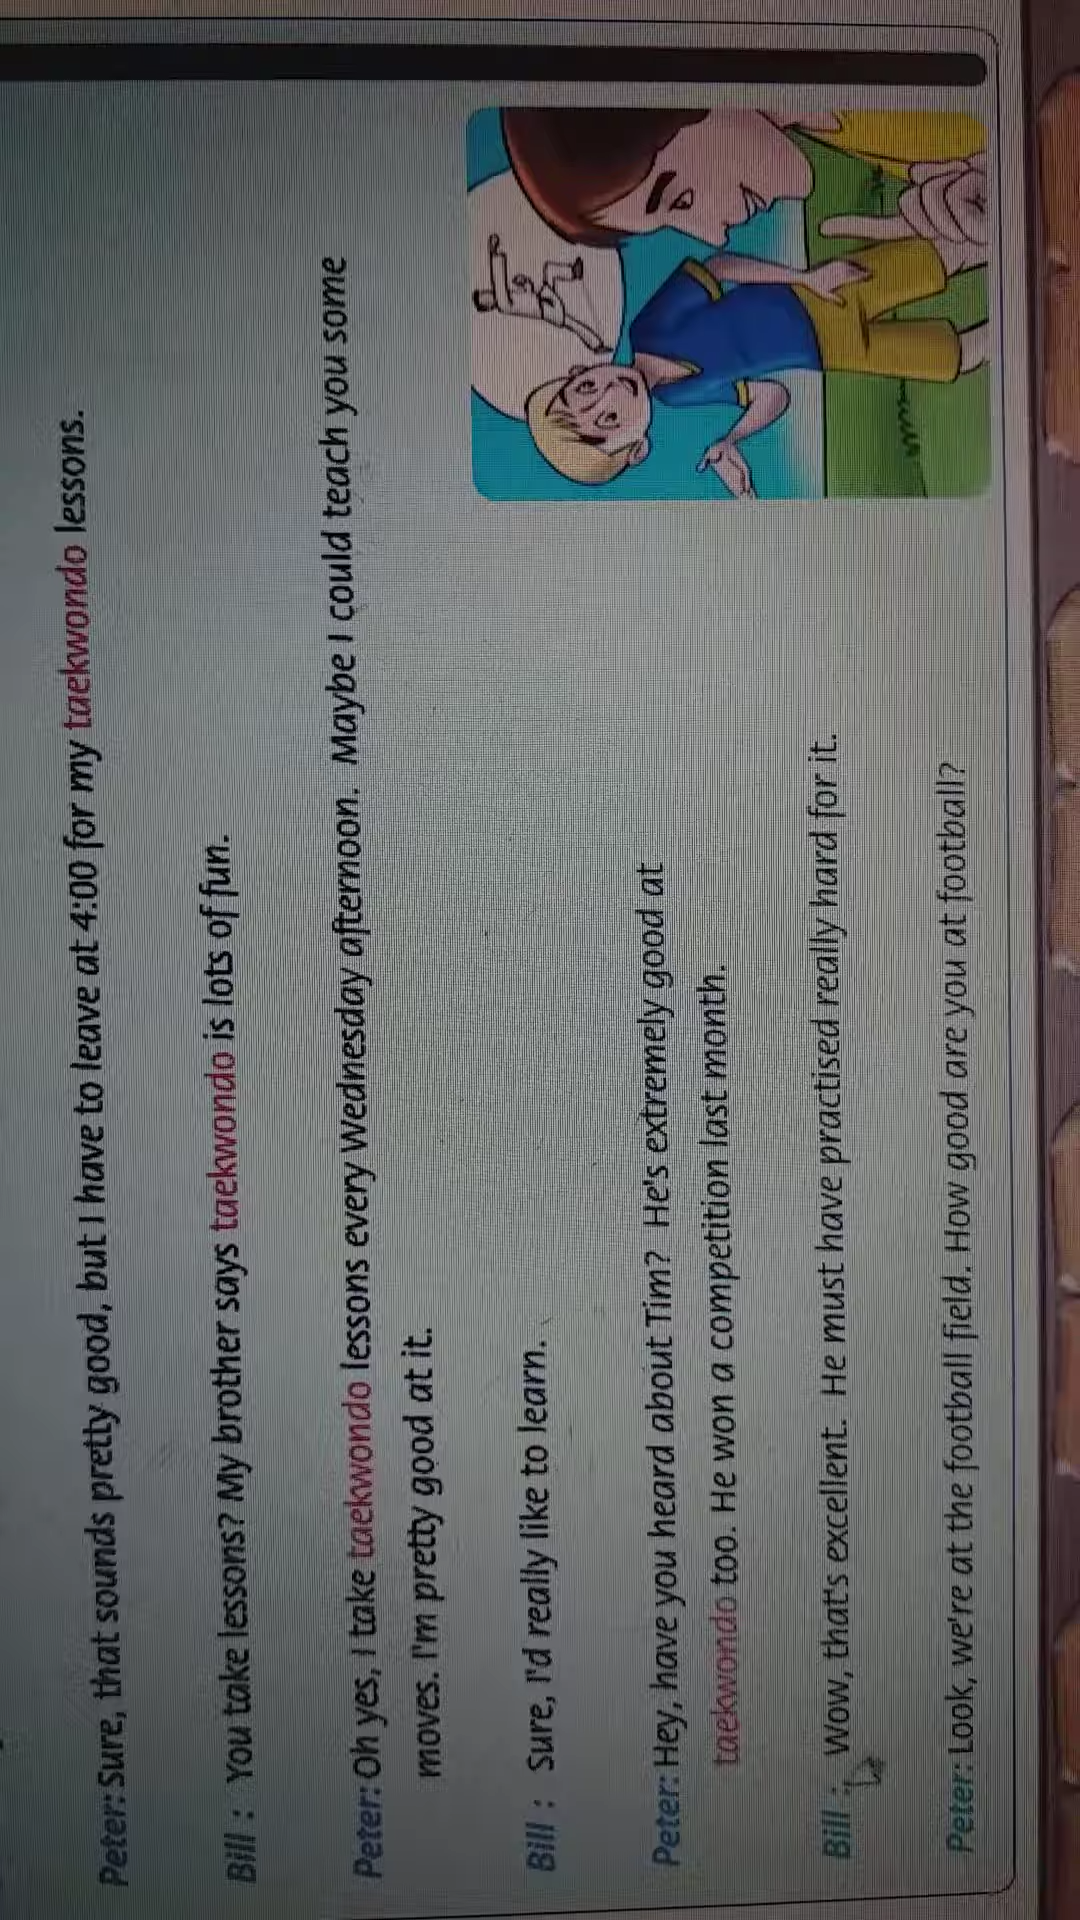 Peter: Sure, that sounds pretty good, but I have to leave at 4:00 for my taekwondo lessons.
Bill : You take lessons? My brother says taekwondo is lots of fun.
Peter: Oh yes, I take taekwondo lessons every Wednesday afternoon. Maybe I could teach you some
moves. I'm pretty good at it.
Bill : Sure, I'd really like to learn.
Peter: Hey, have you heard about Tim? He's extremely good at
taekwondo too. He won a competition last month.
Bill : Wow, that's excellent. He must have practised really hard for it.
Peter: Look, we're at the football field. How good are you at football?